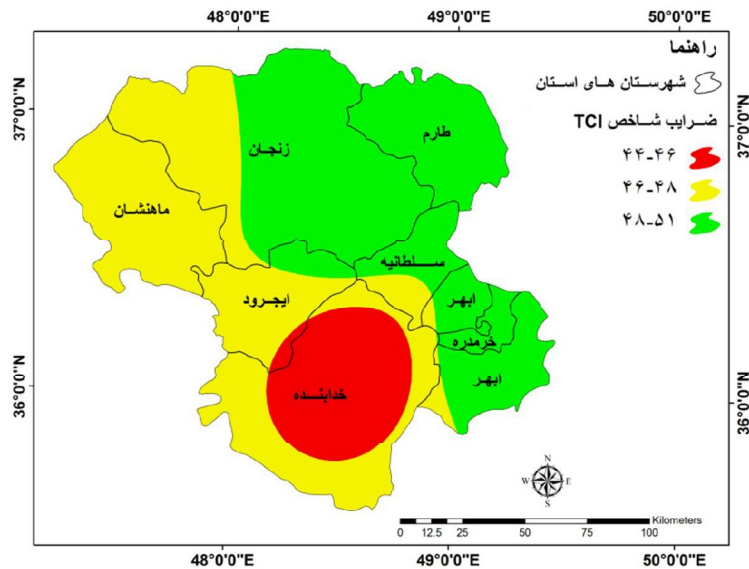 48°0'0"E 49°0'0"E 50°0'0"E
راهنما
شهرستان های استان
ضرایب شاخص TCI
۴۴-۴۶
۴۶-۴۸
۴۸-۵۱
37°0'0"N
37°0'0"N
طارم
زنجان
ماهنشان
سلطانیه
ایجرود
ابهر
خرمدره
ابهر
خدابنده
36°0'0"N
36°0'0"N
N
W E
S
Kilometers
0 12.5 25 50 75 100
48°0'0"E 49°0'0"E 50°0'0"E